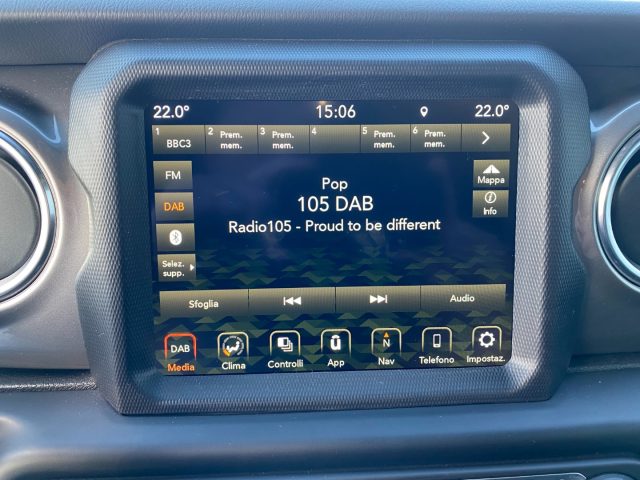 22.0° 15:06 22.0°
1 BBC3
2 Prem. mem.
3 Prem. mem.
4
5 Prem. mem.
6 Prem. mem.
FM
DAB
Selez. supp.
Pop
105 DAB
Radio105 - Proud to be different
Mappa
Info
Sfoglia
Audio
DAB
N
Media Clima Controlli App Nav Telefono Impostaz.